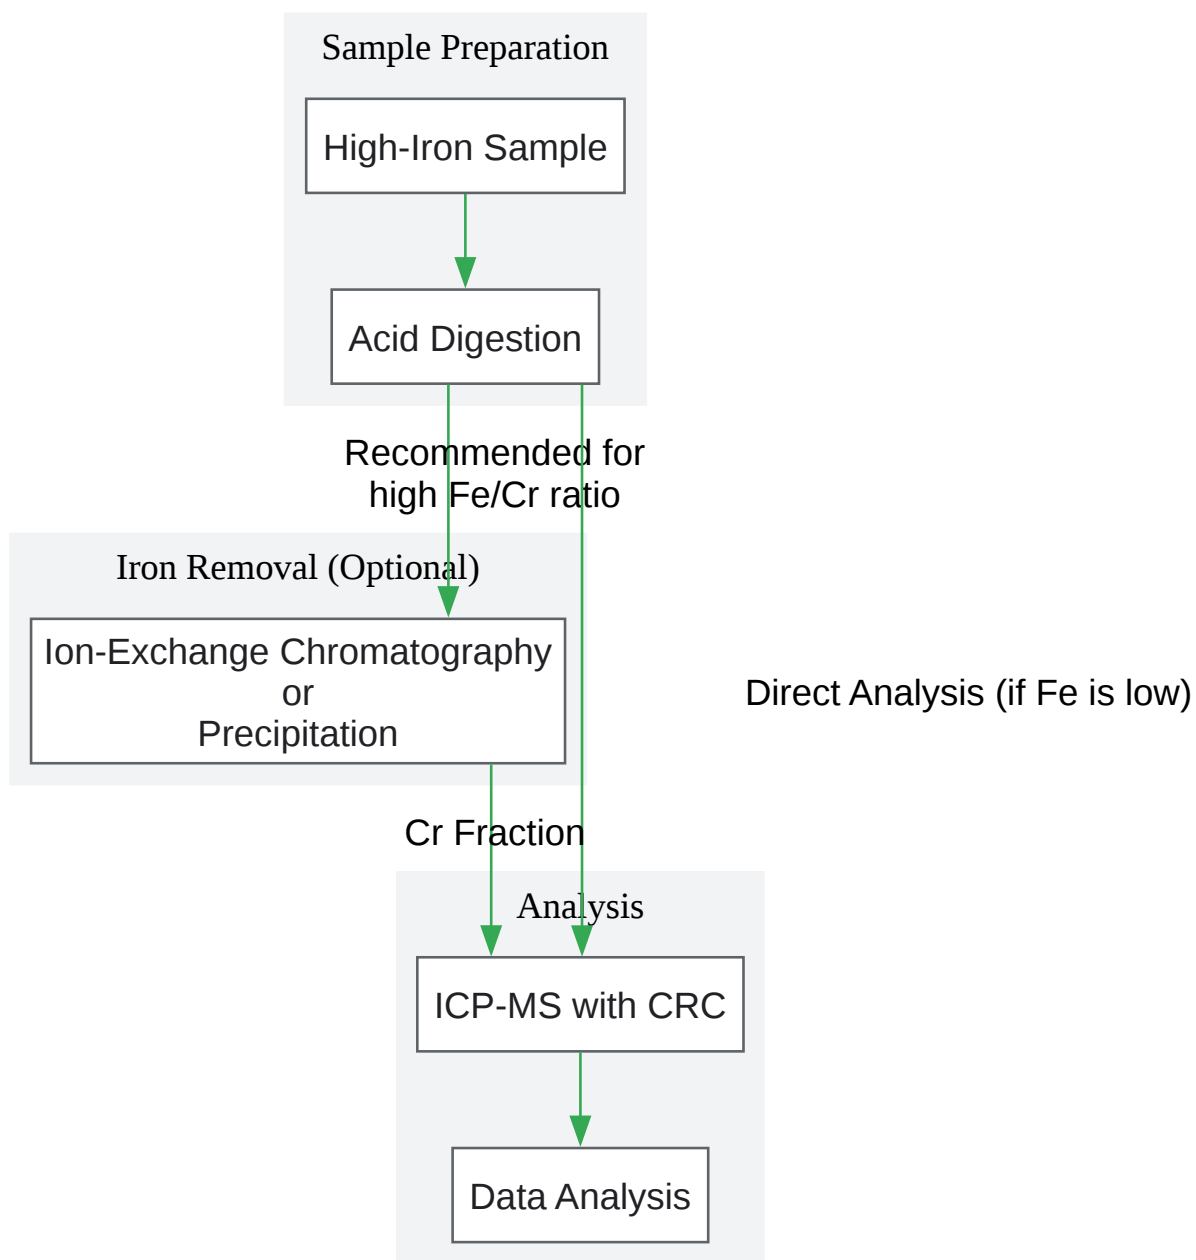 Sample Preparation
High-Iron Sample
Acid Digestion
Recommended for
high Fe/Cr ratio
Iron Removal (Optional)
Ion-Exchange Chromatography
or
Precipitation
Direct Analysis (if Fe is low)
Cr Fraction
Analysis
ICP-MS with CRC
Data Analysis